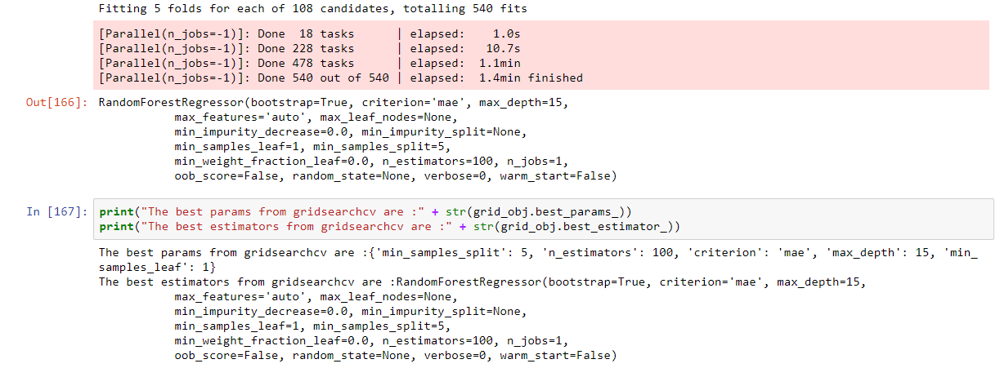 Fitting 5 folds for each of 108 candidates, totalling 540 fits
[Parallel(n_jobs=-1)]: Done  18 tasks      | elapsed:    1.0s
[Parallel(n_jobs=-1)]: Done 228 tasks      | elapsed:   10.7s
[Parallel(n_jobs=-1)]: Done 478 tasks      | elapsed:  1.1min
[Parallel(n_jobs=-1)]: Done 540 out of 540 | elapsed:  1.4min finished
Out[166]: RandomForestRegressor(bootstrap=True, criterion='mae', max_depth=15,
           max_features='auto', max_leaf_nodes=None,
           min_impurity_decrease=0.0, min_impurity_split=None,
           min_samples_leaf=1, min_samples_split=5,
           min_weight_fraction_leaf=0.0, n_estimators=100, n_jobs=1,
           oob_score=False, random_state=None, verbose=0, warm_start=False)
In [167]: print("The best params from gridsearchcv are :" + str(grid_obj.best_params_))
print("The best estimators from gridsearchcv are :" + str(grid_obj.best_estimator_))
The best params from gridsearchcv are :{'min_samples_split': 5, 'n_estimators': 100, 'criterion': 'mae', 'max_depth': 15, 'min_
samples_leaf': 1}
The best estimators from gridsearchcv are :RandomForestRegressor(bootstrap=True, criterion='mae', max_depth=15,
           max_features='auto', max_leaf_nodes=None,
           min_impurity_decrease=0.0, min_impurity_split=None,
           min_samples_leaf=1, min_samples_split=5,
           min_weight_fraction_leaf=0.0, n_estimators=100, n_jobs=1,
           oob_score=False, random_state=None, verbose=0, warm_start=False)